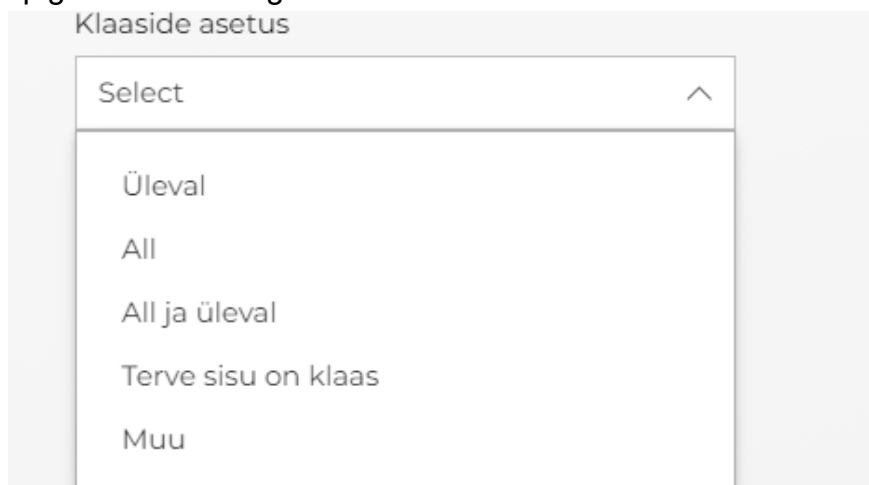 Klaaside asetus
Select
Üleval
All
All ja üleval
Terve sisu on klaas
Muu